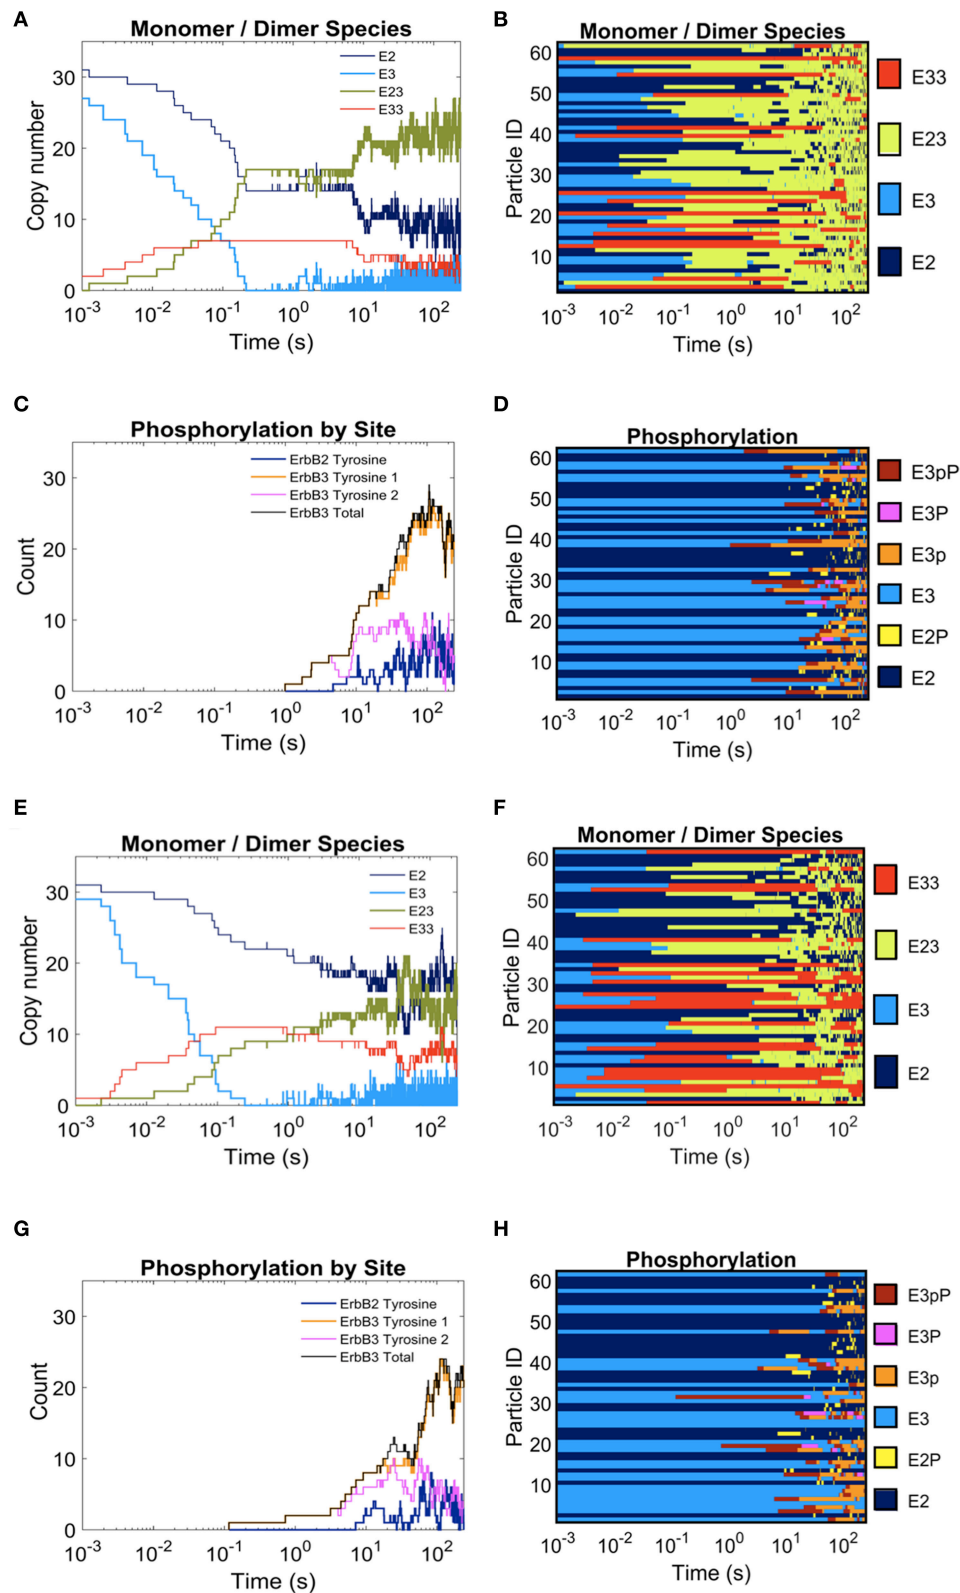 A
Monomer / Dimer Species
E2
E3
E23
E33
Copy number
30
20
10
0
10-3 10-2 10-1 100 101 102
Time (s)
B
Monomer / Dimer Species
Particle ID
60
50
40
30
20
10
10-3 10-2 10-1 100 101 102
Time (s)
E33
E23
E3
E2
C
Phosphorylation by Site
ErbB2 Tyrosine
ErbB3 Tyrosine 1
ErbB3 Tyrosine 2
ErbB3 Total
Count
30
20
10
0
10-3 10-2 10-1 100 101 102
Time (s)
D
Phosphorylation
Particle ID
60
50
40
30
20
10
10-3 10-2 10-1 100 101 102
Time (s)
E3pP
E3P
E3p
E3
E2P
E2
E
Monomer / Dimer Species
E2
E3
E23
E33
Copy number
30
20
10
0
10-3 10-2 10-1 100 101 102
Time (s)
F
Monomer / Dimer Species
Particle ID
60
50
40
30
20
10
10-3 10-2 10-1 100 101 102
Time (s)
E33
E23
E3
E2
G
Phosphorylation by Site
ErbB2 Tyrosine
ErbB3 Tyrosine 1
ErbB3 Tyrosine 2
ErbB3 Total
Count
30
20
10
0
10-3 10-2 10-1 100 101 102
Time (s)
H
Phosphorylation
Particle ID
60
50
40
30
20
10
10-3 10-2 10-1 100 101 102
Time (s)
E3pP
E3P
E3p
E3
E2P
E2